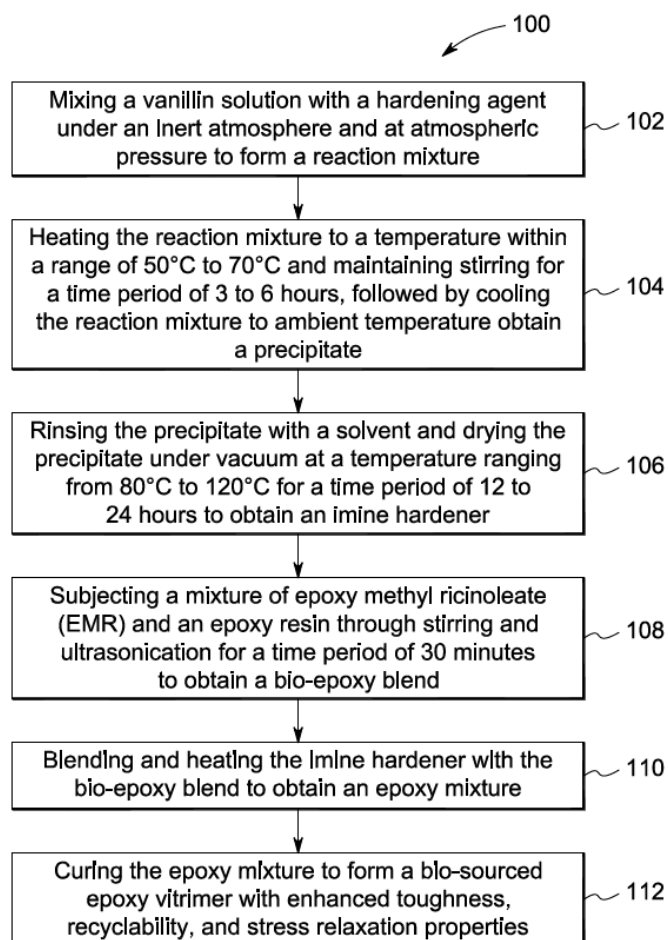 100
Mixing a vanillin solution with a hardening agent
under an Inert atmosphere and at atmospheric
pressure to form a reaction mixture
102
Heating the reaction mixture to a temperature within
a range of 50°C to 70°C and maintaining stirring for
a time period of 3 to 6 hours, followed by cooling
the reaction mixture to ambient temperature obtain
a precipitate
104
Rinsing the precipitate with a solvent and drying the
precipitate under vacuum at a temperature ranging
from 80°C to 120°C for a time period of 12 to
24 hours to obtain an imine hardener
106
Subjecting a mixture of epoxy methyl ricinoleate
(EMR) and an epoxy resin through stirring and
ultrasonication for a time period of 30 minutes
to obtain a bio-epoxy blend
108
Blending and heating the imine hardener with the
bio-epoxy blend to obtain an epoxy mixture
110
Curing the epoxy mixture to form a bio-sourced
epoxy vitrimer with enhanced toughness,
recyclability, and stress relaxation properties
112